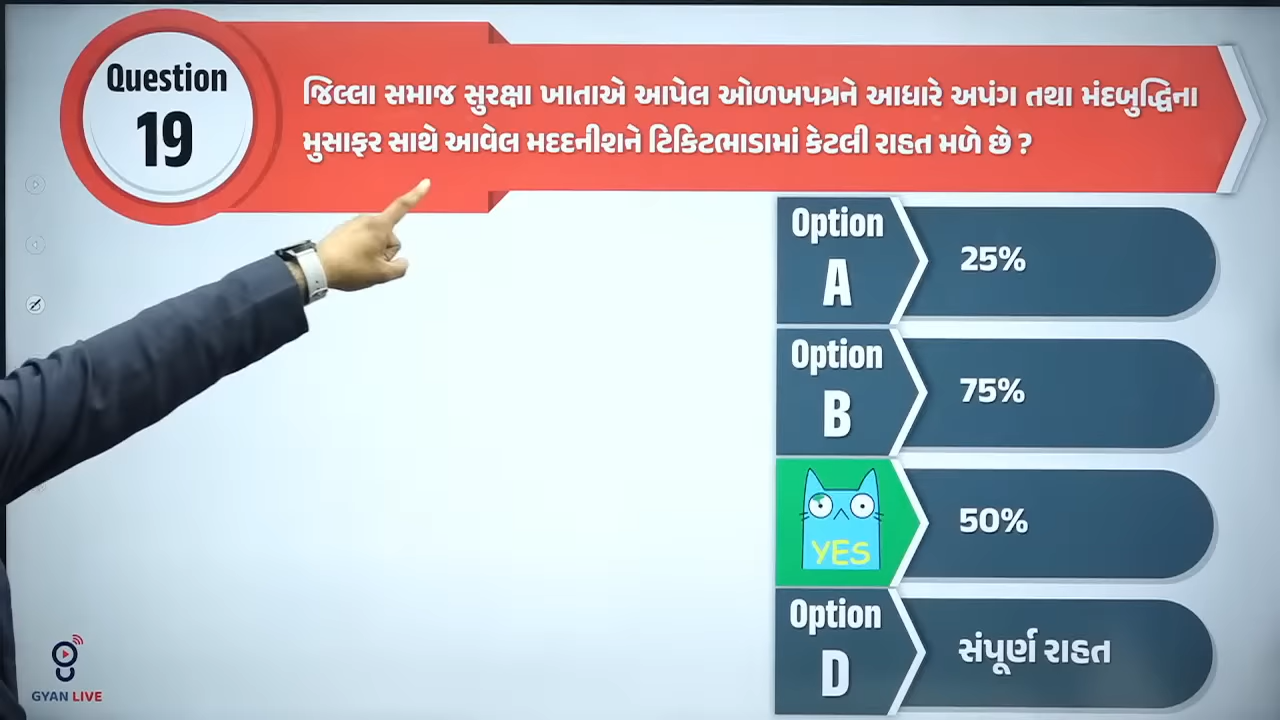 Question
19
જિલ્લા સમાજ સુરક્ષા ખાતાએ આપેલ ઓળખપત્રને આધારે અપંગ તથા મંદબુદ્ધિના
મુસાફર સાથે આવેલ મદદનીશને ટિકિટભાડામાં કેટલી રાહત મળે છે ?
Option
A
25%
Option
B
75%
YES
50%
Option
D
સંપૂર્ણ રાહત
GYAN LIVE